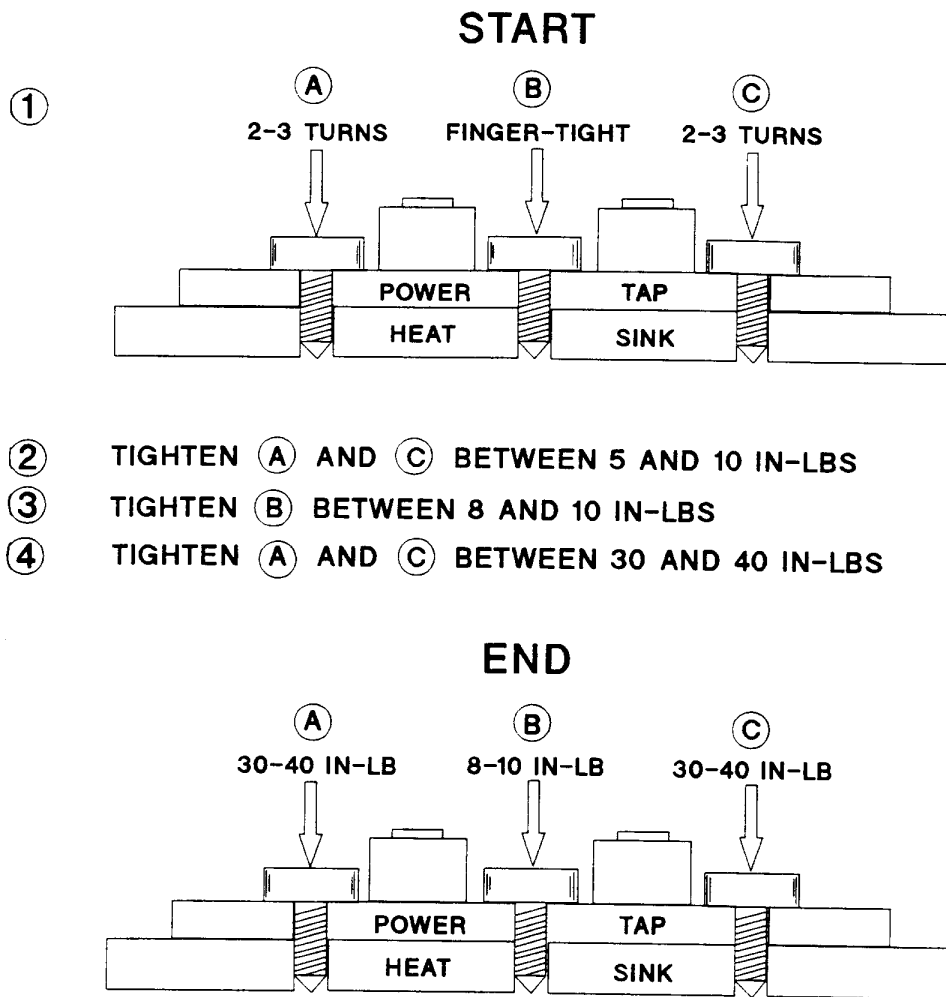 START
① Ⓐ Ⓑ Ⓒ
2-3 TURNS FINGER-TIGHT 2-3 TURNS
POWER TAP
HEAT SINK
② TIGHTEN Ⓐ AND Ⓒ BETWEEN 5 AND 10 IN-LBS
③ TIGHTEN Ⓑ BETWEEN 8 AND 10 IN-LBS
④ TIGHTEN Ⓐ AND Ⓒ BETWEEN 30 AND 40 IN-LBS
END
Ⓐ Ⓑ Ⓒ
30-40 IN-LB 8-10 IN-LB 30-40 IN-LB
POWER TAP
HEAT SINK